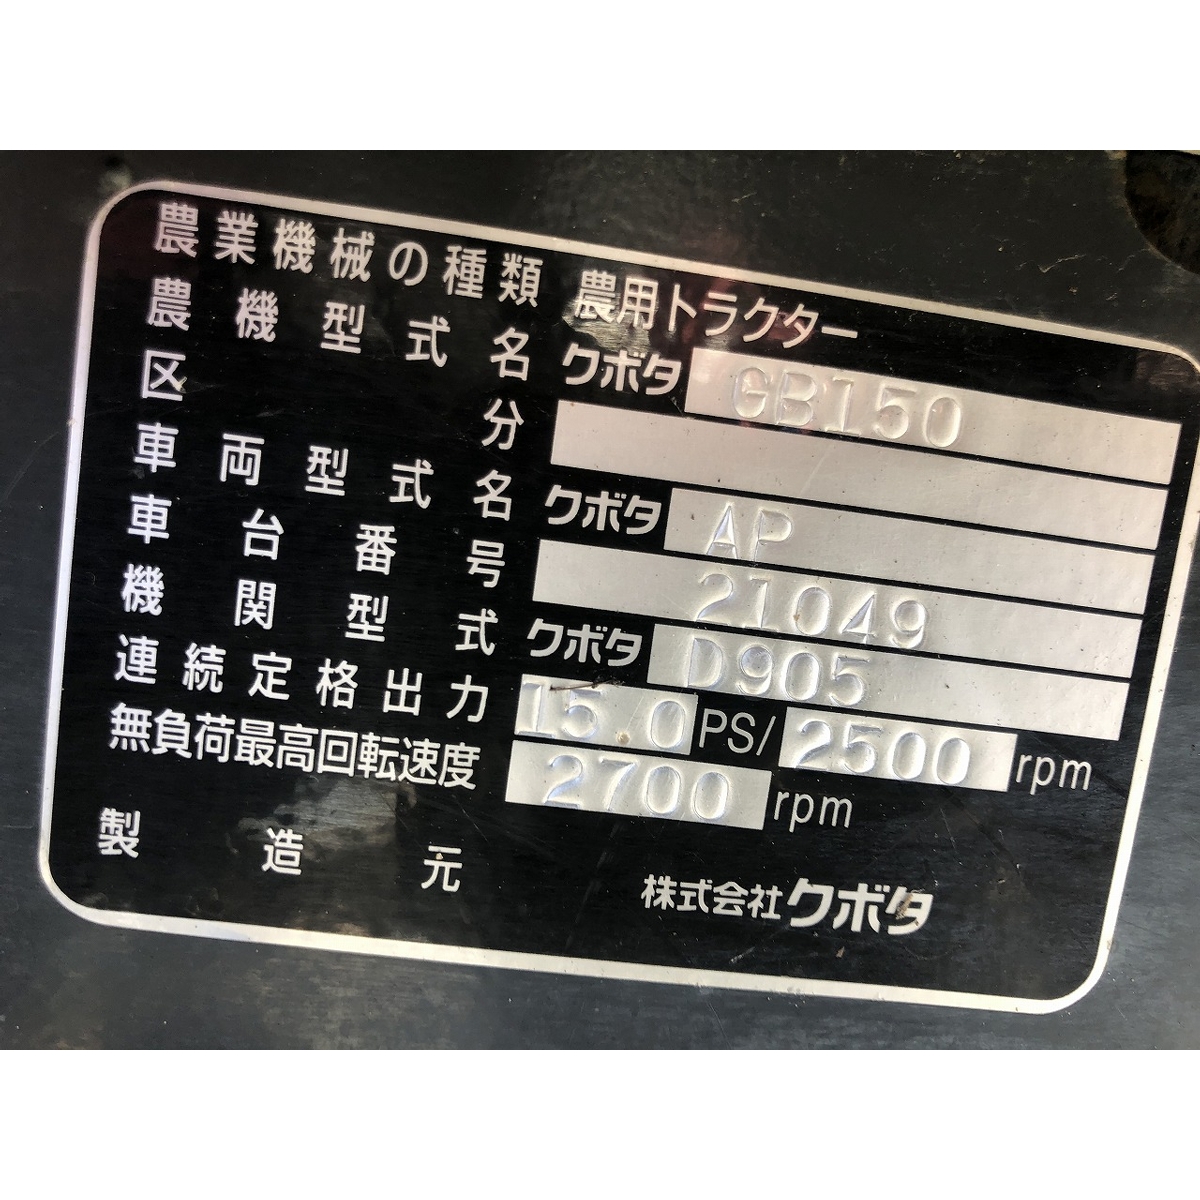 農業機械の種類 農用トラクター
農機型式名 クボタ GB150
区分
車両型式名 クボタ AP
車台番号 21049
機関型式 クボタ D905
連続定格出力 15.0 PS/ 2500 rpm
無負荷最高回転速度 2700 rpm
製造元 株式会社クボタ